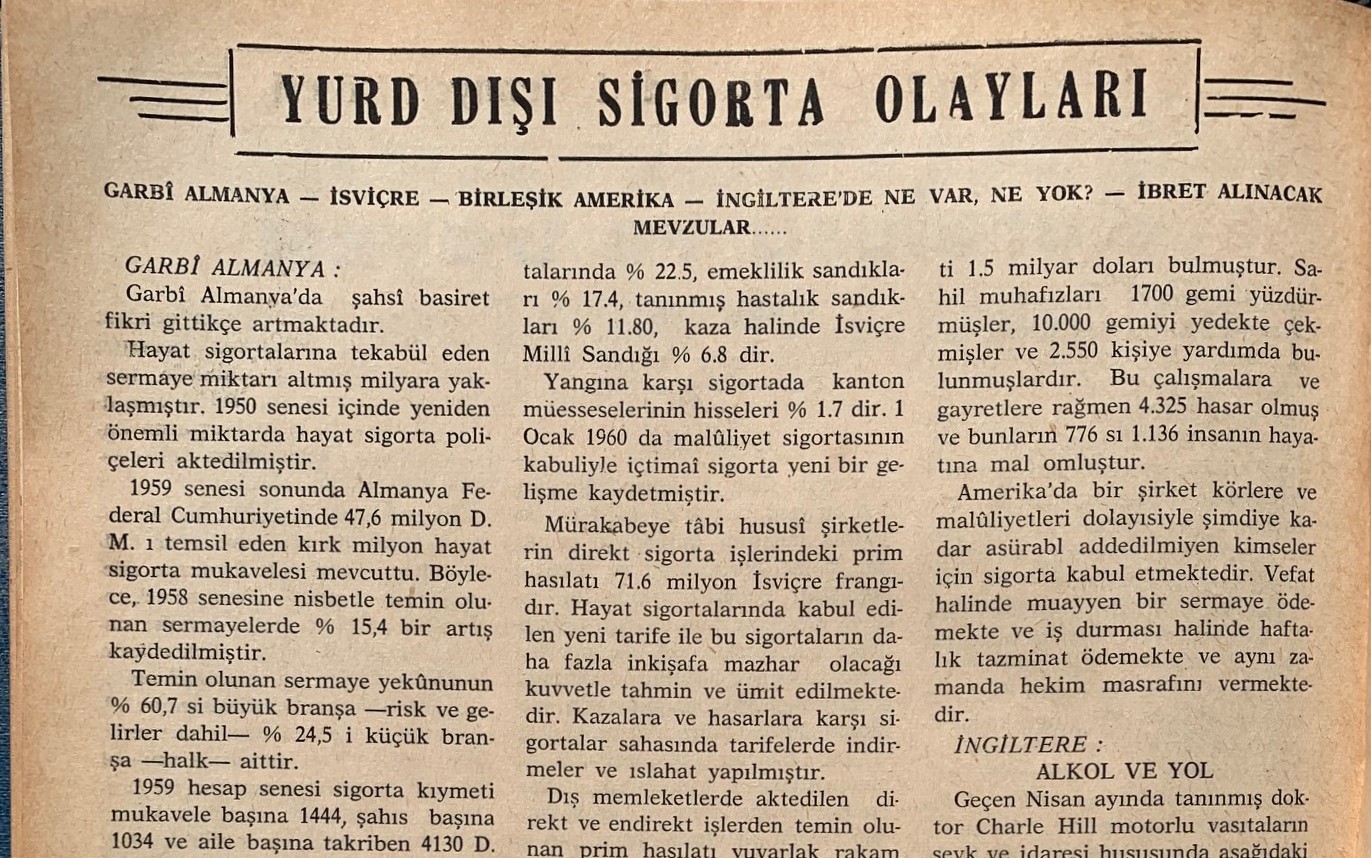 YURD DIŞI SİGORTA OLAYLARI
GARBÎ ALMANYA — İSVİÇRE — BİRLEŞİK AMERİKA — İNGİLTERE'DE NE VAR, NE YOK? — İBRET ALINACAK
MEVZULAR......
GARBÎ ALMANYA :
Garbî Almanya'da şahsî basiret
fikri gittikçe artmaktadır.
Hayat sigortalarına tekabül eden
sermaye miktarı altmış milyara yak-
laşmıştır. 1950 senesi içinde yeniden
önemli miktarda hayat sigorta poli-
çeleri aktedilmiştir.
1959 senesi sonunda Almanya Fe-
deral Cumhuriyetinde 47,6 milyon D.
M. ı temsil eden kırk milyon hayat
sigorta mukavelesi mevcuttu. Böyle-
ce, 1958 senesine nisbetle temin olu-
nan sermayelerde % 15,4 bir artış
kaydedilmiştir.
Temin olunan sermaye yekûnunun
% 60,7 si büyük branşa —risk ve ge-
lirler dahil— % 24,5 i küçük bran-
şa —halk— aittir.
1959 hesap senesi sigorta kıymeti
mukavele başına 1444, şahıs başına
1034 ve aile başına takriben 4130 D.
talarında % 22.5, emeklilik sandıkla-
rı % 17.4, tanınmış hastalık sandık-
ları % 11.80, kaza halinde İsviçre
Millî Sandığı % 6.8 dir.
Yangına karşı sigortada kanton
müesseselerinin hisseleri % 1.7 dir. 1
Ocak 1960 da malûliyet sigortasının
kabuliyle içtimaî sigorta yeni bir ge-
lişme kaydetmiştir.
Mürakabeye tâbi hususî şirketle-
rin direkt sigorta işlerindeki prim
hasılatı 71.6 milyon İsviçre frangı-
dır. Hayat sigortalarında kabul edi-
len yeni tarife ile bu sigortaların da-
ha fazla inkişafa mazhar olacağı
kuvvetle tahmin ve ümit edilmekte-
dir. Kazalara ve hasarlara karşı si-
gortalar sahasında tarifelerde indir-
meler ve ıslahat yapılmıştır.
Dış memleketlerde aktedilen di-
rekt ve endirekt işlerden temin olu-
nan prim hasılatı yuvarlak rakam
ti 1.5 milyar doları bulmuştur. Sa-
hil muhafızları 1700 gemi yüzdür-
müşler, 10.000 gemiyi yedekte çek-
mişler ve 2.550 kişiye yardımda bu-
lunmuşlardır. Bu çalışmalara ve
gayretlere rağmen 4.325 hasar olmuş
ve bunların 776 sı 1.136 insanın haya-
tına mal omluştur.
Amerika'da bir şirket körlere ve
malûliyetleri dolayısiyle şimdiye ka-
dar asürabl addedilmiyen kimseler
için sigorta kabul etmektedir. Vefat
halinde muayyen bir sermaye öde-
mekte ve iş durması halinde hafta-
lık tazminat ödemekte ve aynı za-
manda hekim masrafını vermekte-
dir.
İNGİLTERE :
ALKOL VE YOL
Geçen Nisan ayında tanınmış dok-
tor Charle Hill motorlu vasıtaların
sevk ve idaresi hususunda aşağıdaki